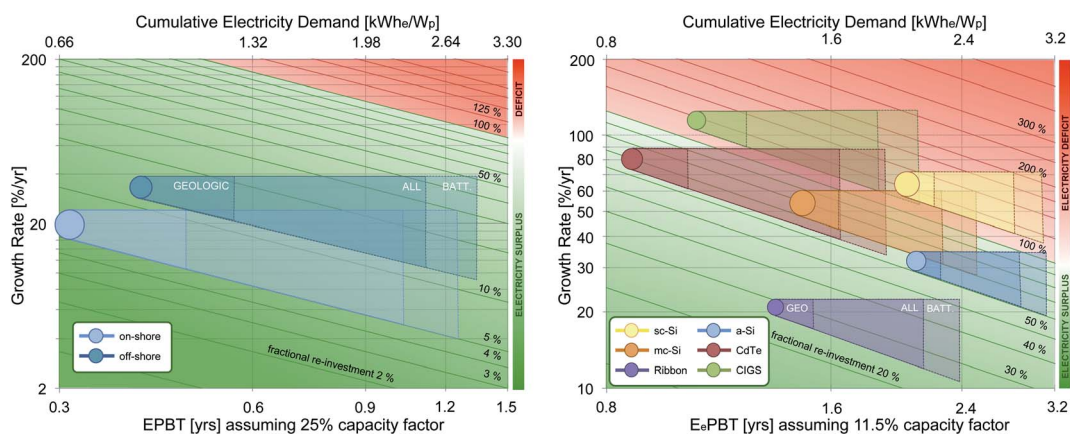 Cumulative Electricity Demand [kWhe/Wp]
0.66 1.32 1.98 2.64 3.30
200
20
2
Growth Rate [%/yr]
125 %
100 %
50 %
10 %
5 %
4 %
3 %
fractional re-investment 2 %
GEOLOGIC ALL BATT.
on-shore
off-shore
DEFICIT
ELECTRICITY SURPLUS
0.3 0.6 0.9 1.2 1.5
EPBT [yrs] assuming 25% capacity factor
Cumulative Electricity Demand [kWhe/Wp]
0.8 1.6 2.4 3.2
200
100
80
60
50
40
30
20
10
Growth Rate [%/yr]
300 %
200 %
100 %
50 %
40 %
30 %
fractional re-investment 20 %
GEO ALL BATT.
sc-Si a-Si
mc-Si CdTe
Ribbon CIGS
ELECTRICITY DEFICIT
ELECTRICITY SURPLUS
0.8 1.6 2.4 3.2
EePBT [yrs] assuming 11.5% capacity factor